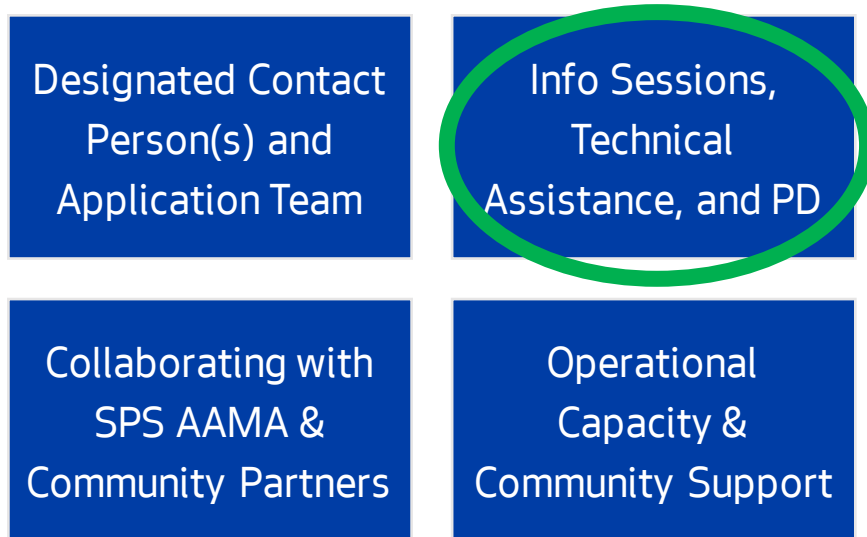 Designated Contact
Person(s) and
Application Team
Info Sessions,
Technical
Assistance, and PD
Collaborating with
SPS AAMA &
Community Partners
Operational
Capacity &
Community Support